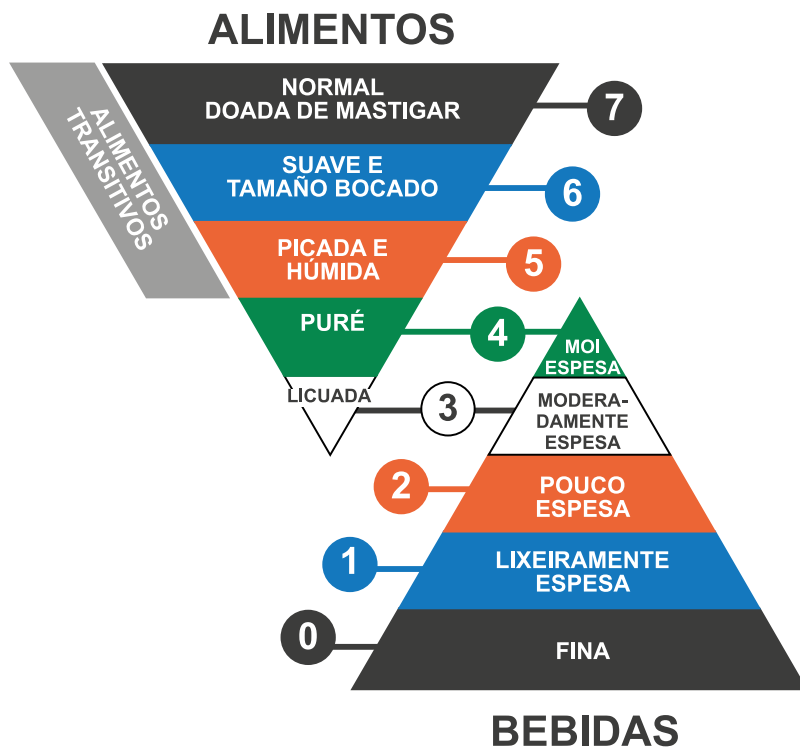 ALIMENTOS
ALIMENTOS
TRANSITIVOS
NORMAL
DOADA DE MASTIGAR
7
SUAVE E
TAMAÑO BOCADO
6
PICADA E
HÚMIDA
5
PURÉ
4
MOI
ESPESA
LICUADA
3
MODERA-
DAMENTE
ESPESA
2
POUCO
ESPESA
1
LIXEIRAMENTE
ESPESA
0
FINA
BEBIDAS